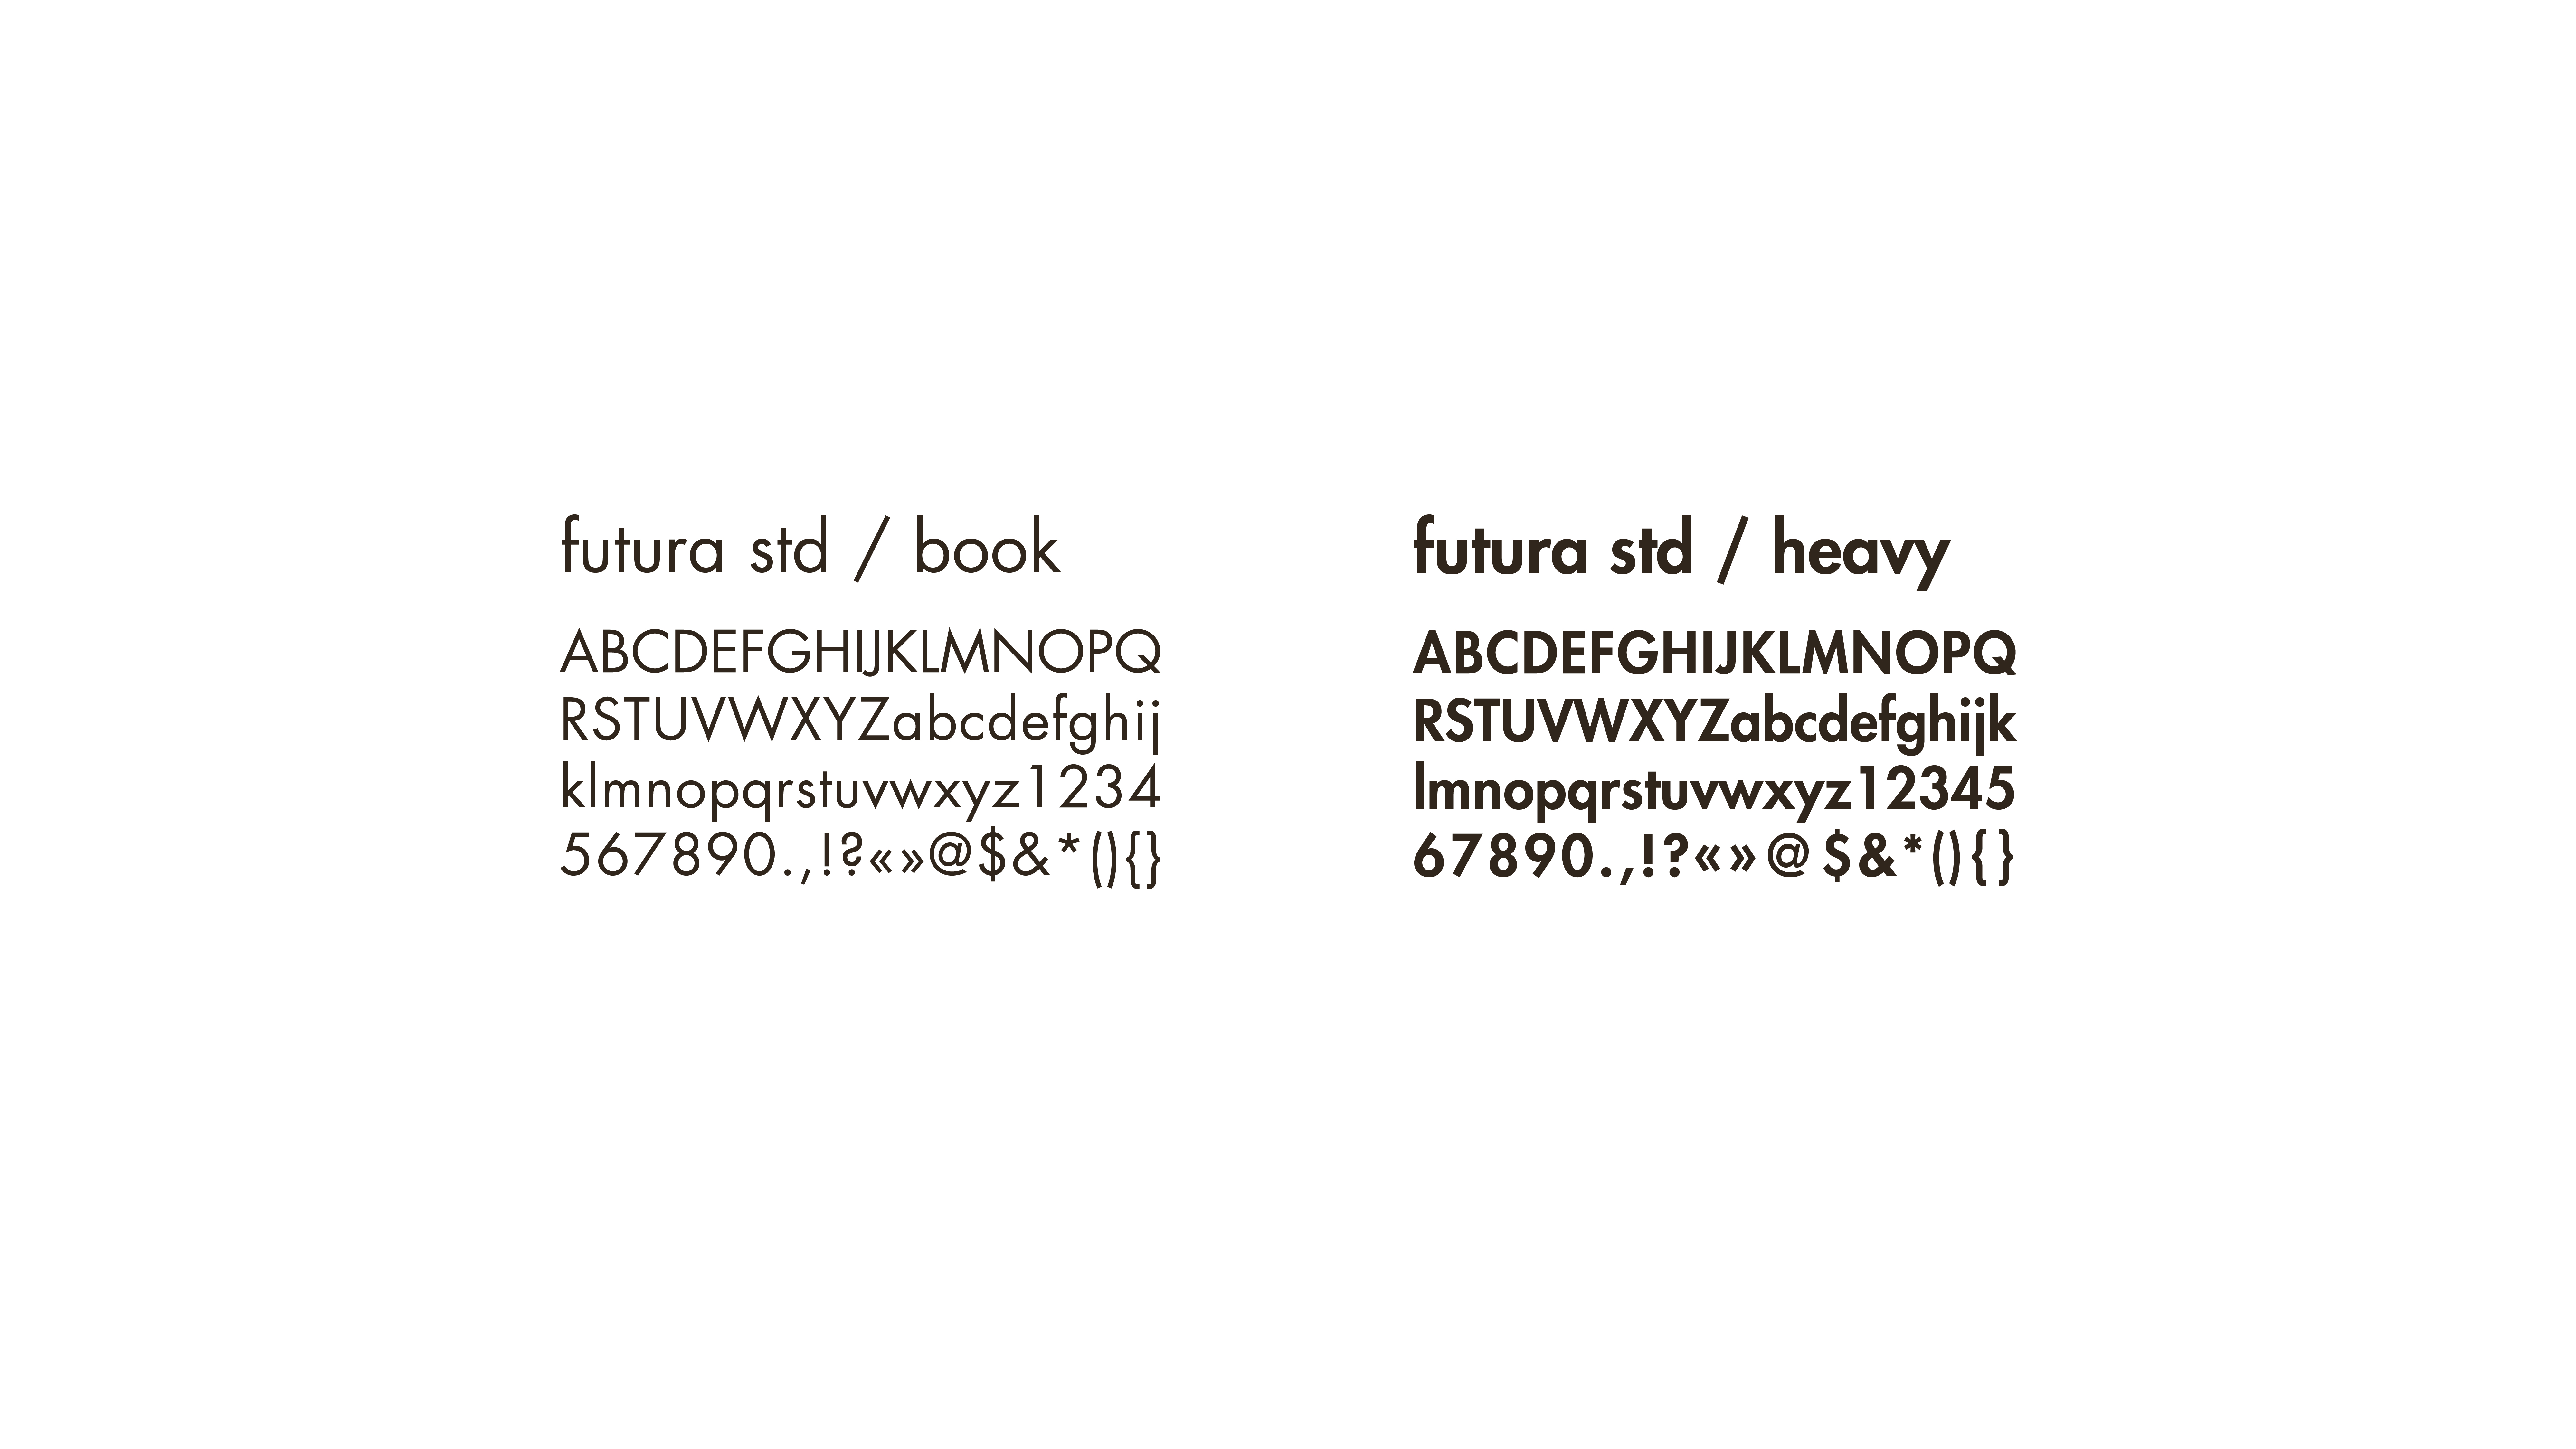 futura std / book
ABCDEFGHIJKLMNOPQ
RSTUVWXYZabcdefghij
klmnopqrstuvwxyz1234
567890.,!?«»@$&*(){}
futura std / heavy
ABCDEFGHIJKLMNOPQ
RSTUVWXYZabcdefghijk
lmnopqrstuvwxyz12345
67890.,!?«»@$&*(){}